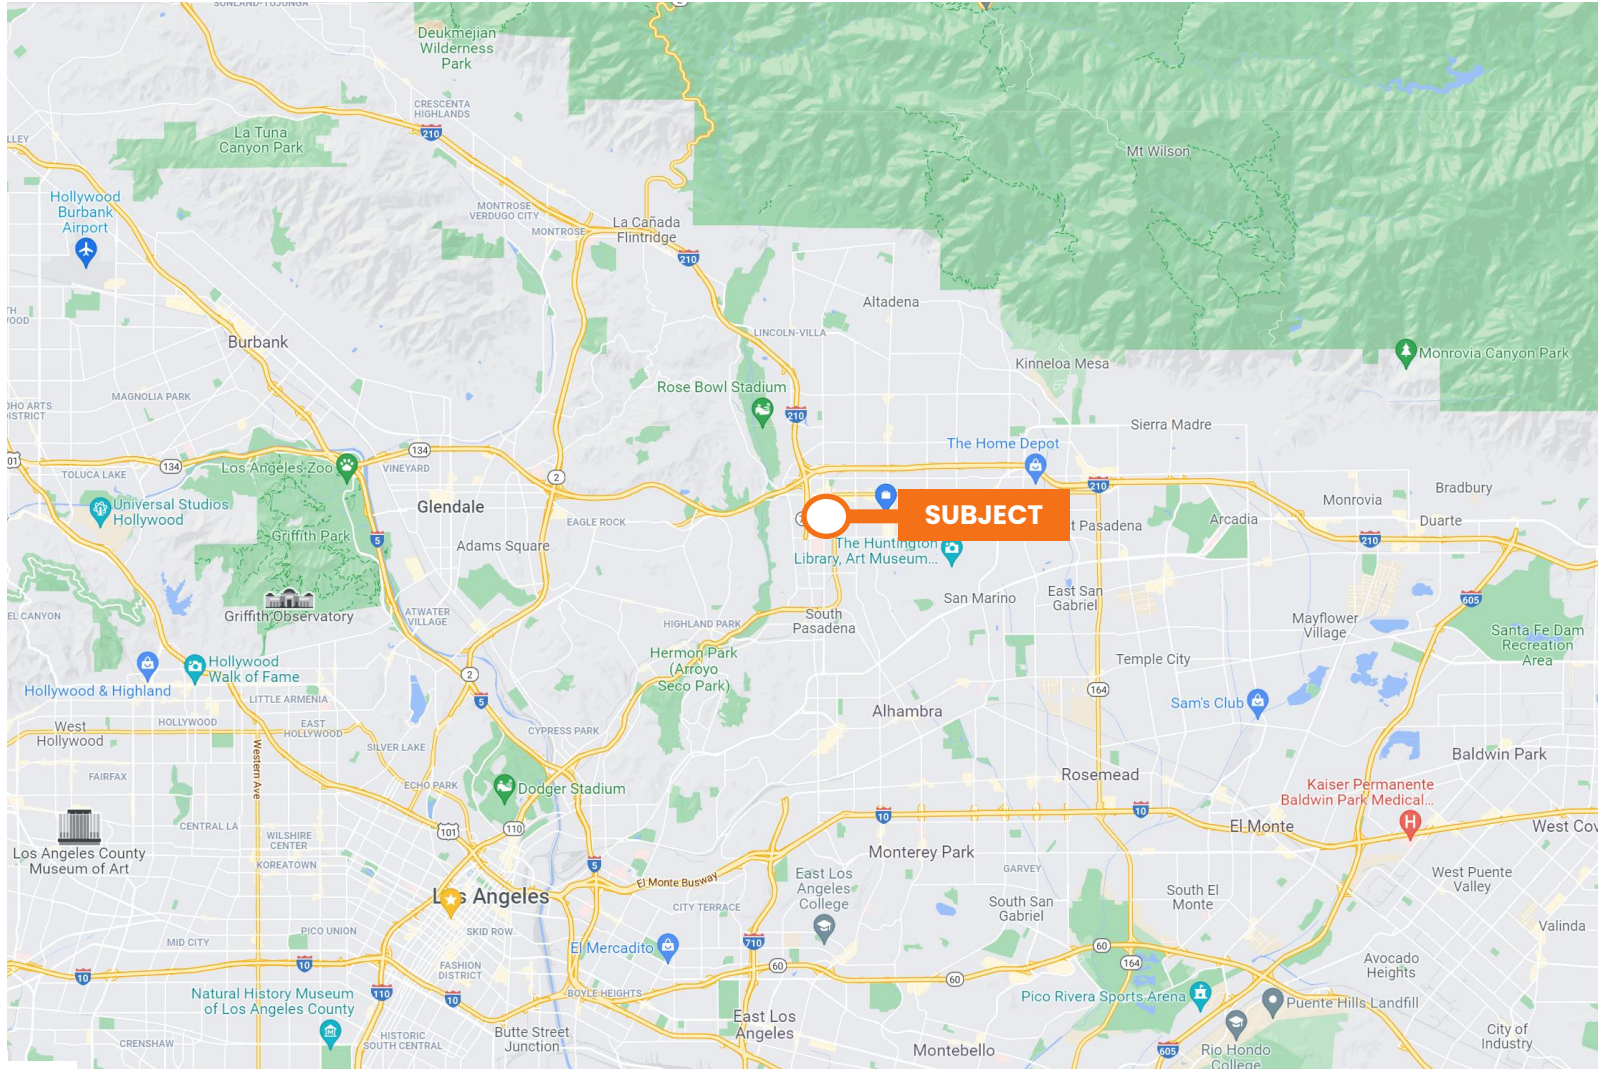 SUNLAND-TUJUNGA
2
Deukmejian
Wilderness
Park
CRESCENTA
HIGHLANDS
210
La Tuna
Canyon Park
LLEY
Mt Wilson
Hollywood
Burbank
Airport
MONTROSE
VERDUGO CITY
MONTROSE
La Cañada
Flintridge
210
Altadena
TH
WOOD
LINCOLN-VILLA
Burbank
Kinneloa Mesa
Monrovia Canyon Park
Rose Bowl Stadium
MAGNOLIA PARK
OHO ARTS
DISTRICT
210
Sierra Madre
The Home Depot
134
134
01
TOLUCA LAKE
Los Angeles Zoo
VINEYARD
2
210
Universal Studios
Hollywood
Glendale
Monrovia
Bradbury
SUBJECT
EAGLE ROCK
t Pasadena
Arcadia
Duarte
Griffith Park
5
Adams Square
210
The Huntington
Library, Art Museum...
Griffith Observatory
EL CANYON
ATWATER
VILLAGE
San Marino
East San
Gabriel
605
HIGHLAND PARK
South
Pasadena
Mayflower
Village
Santa Fe Dam
Recreation
Area
Hermon Park
(Arroyo
Seco Park)
Temple City
Hollywood
Walk of Fame
Hollywood & Highland
2
164
LITTLE ARMENIA
5
Sam's Club
Alhambra
West
Hollywood
HOLLYWOOD
EAST
HOLLYWOOD
CYPRESS PARK
SILVER LAKE
Western Ave
Baldwin Park
FAIRFAX
ECHO PARK
Dodger Stadium
Rosemead
Kaiser Permanente
Baldwin Park Medical...
10
10
CENTRAL LA
WILSHIRE
CENTER
101
110
El Monte
West Cov
Los Angeles County
Museum of Art
KOREATOWN
5
Monterey Park
GARVEY
El Monte Busway
East Los
Angeles
College
West Puente
Valley
Los Angeles
South El
Monte
CITY TERRACE
South San
Gabriel
PICO UNION
SKID ROW
Valinda
MID CITY
El Mercadito
710
60
60
60
164
10
10
FASHION
DISTRICT
Avocado
Heights
110
10
BOYLE HEIGHTS
Natural History Museum
of Los Angeles County
Pico Rivera Sports Arena
Puente Hills Landfill
East Los
Angeles
CRENSHAW
HISTORIC
SOUTH CENTRAL
Butte Street
Junction
Montebello
605
Rio Hondo
College
City of
Industry